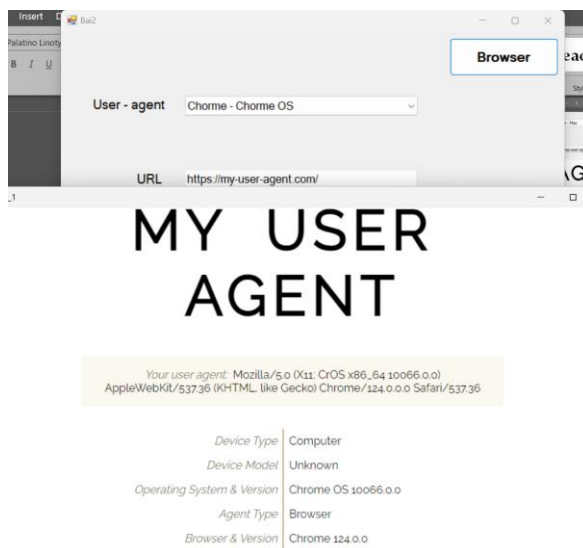 Insert
Palatino Linoty
B I U
Bai2
Browser
User - agent
Chorme - Chorme OS
URL
https://my-user-agent.com/
_1
MY USER
AGENT
Your user agent: Mozilla/5.0 (X11; CrOS x86_64 10066.0.0)
AppleWebKit/537.36 (KHTML, like Gecko) Chrome/124.0.0.0 Safari/537.36
Device Type Computer
Device Model Unknown
Operating System & Version Chrome OS 10066.0.0
Agent Type Browser
Browser & Version Chrome 124.0.0